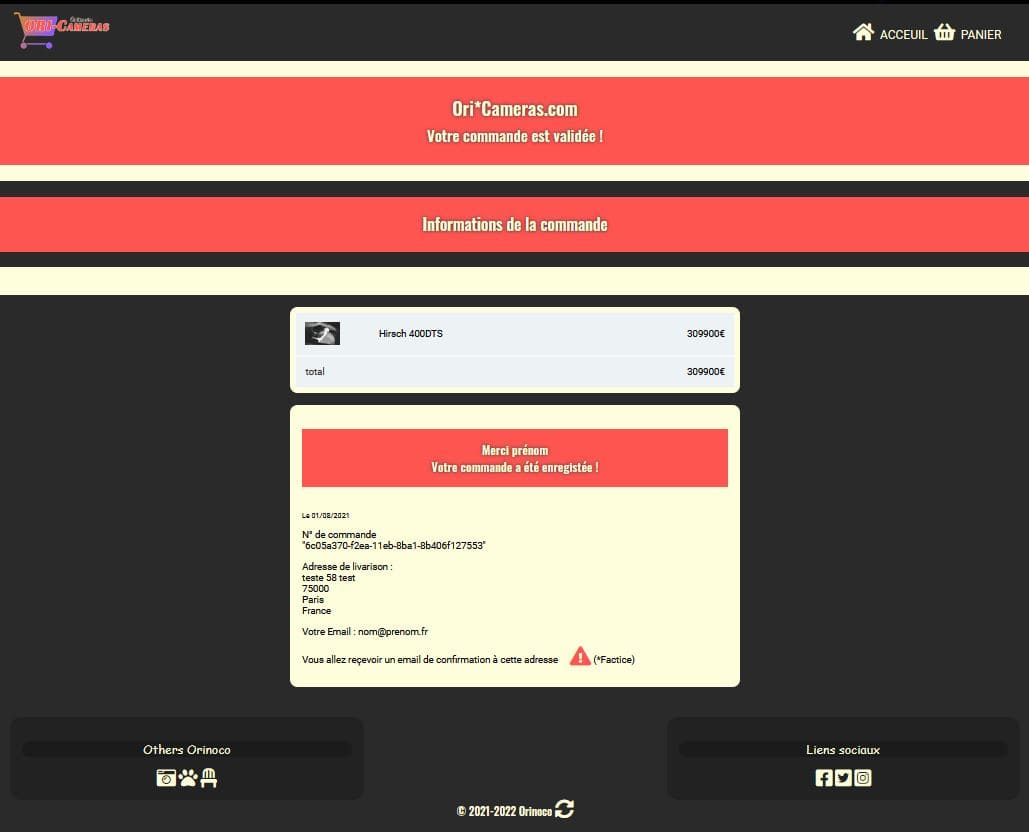 ORI-CAMERAS
ACCEUIL PANIER
Ori*Cameras.com
Votre commande est validée !
Informations de la commande
Hirsch 400DTS 309900€
total 309900€
Merci prénom
Votre commande a été enregistée !
Le 01/08/2021
N° de commande
"6c05a370-f2ea-11eb-8ba1-8b406f127553"
Adresse de livarison :
teste 58 test
75000
Paris
France
Votre Email : nom@prenom.fr
Vous allez reçevoir un email de confirmation à cette adresse (*Factice)
Others Orinoco
Liens sociaux
© 2021-2022 Orinoco